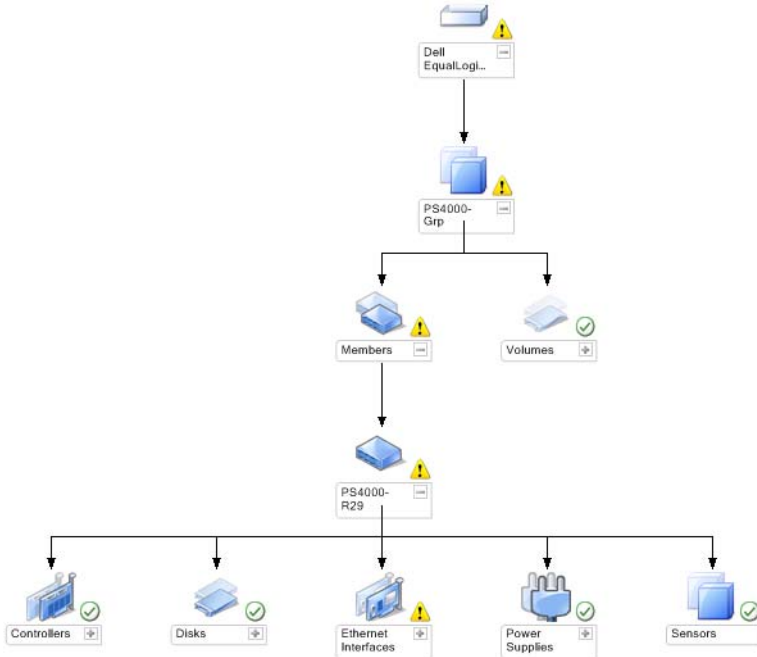 Dell
EqualLogi...
PS4000-
Grp
Members
Volumes
PS4000-
R29
Controllers
Disks
Ethernet
Interfaces
Power
Supplies
Sensors